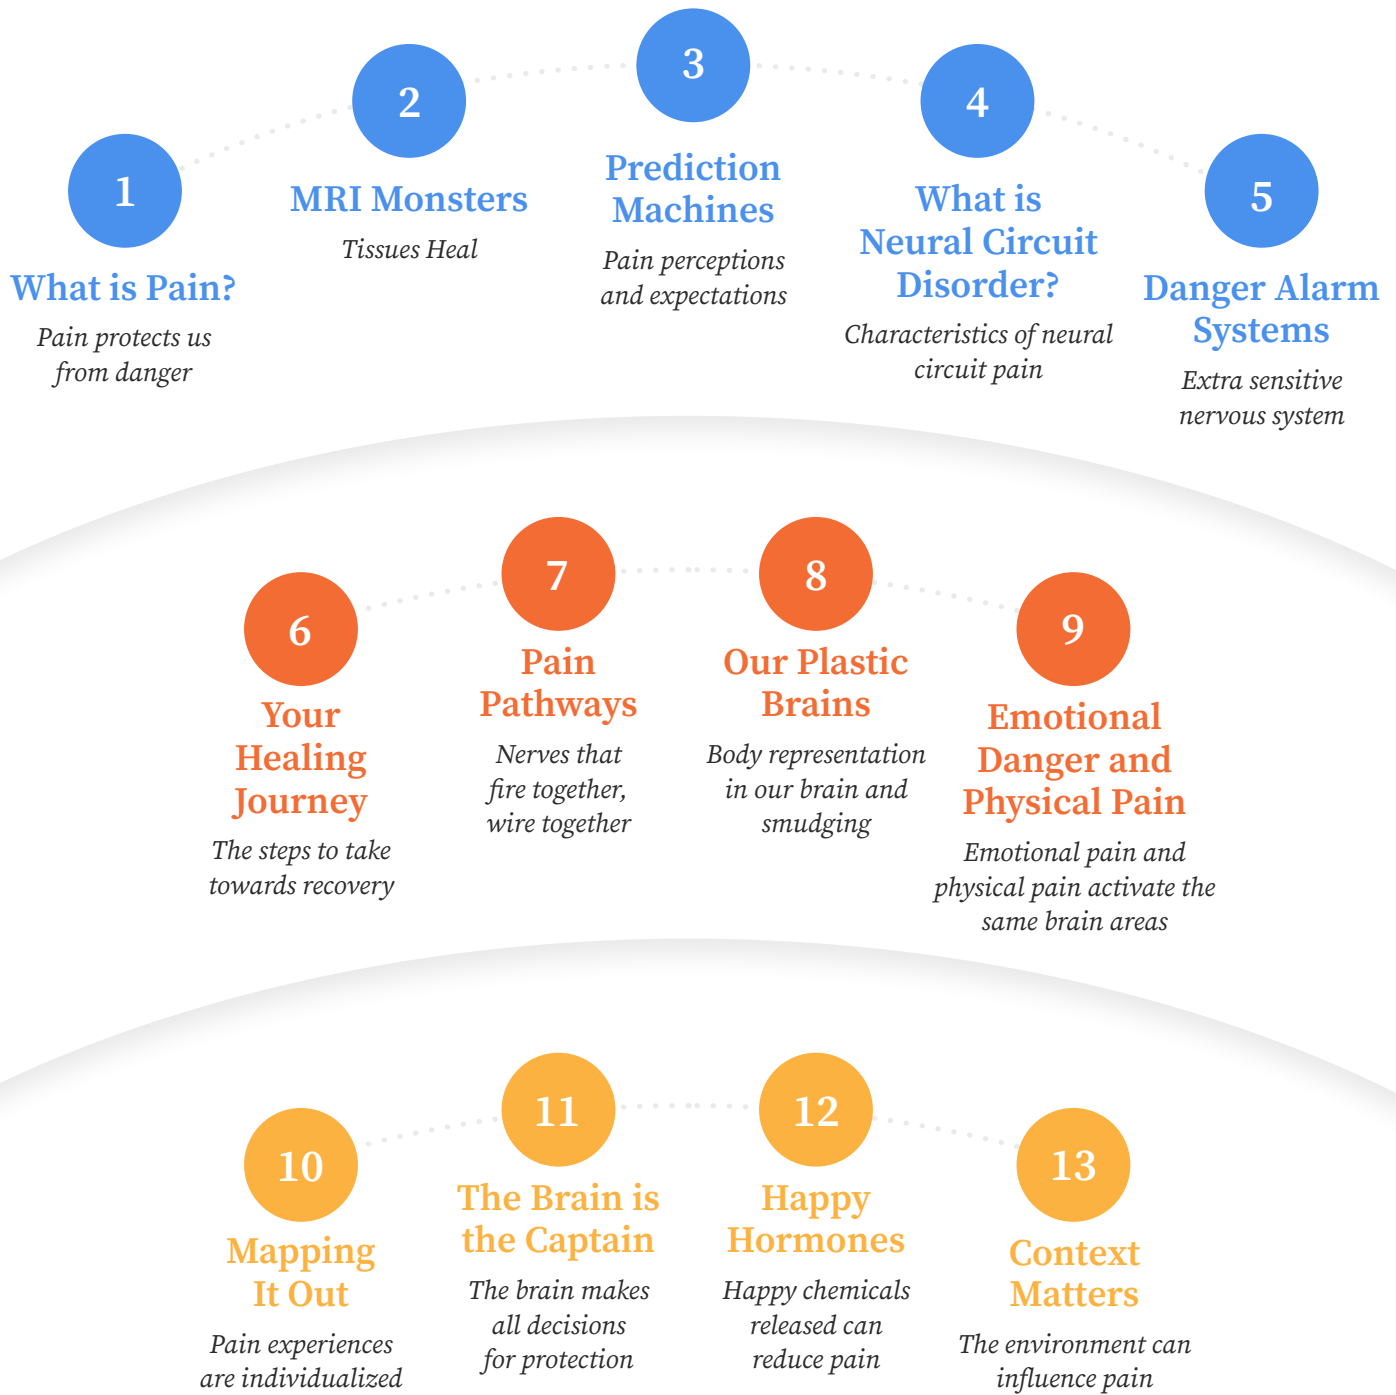 1
What is Pain?
Pain protects us
from danger
2
MRI Monsters
Tissues Heal
3
Prediction
Machines
Pain perceptions
and expectations
4
What is
Neural Circuit
Disorder?
Characteristics of neural
circuit pain
5
Danger Alarm
Systems
Extra sensitive
nervous system
6
Your
Healing
Journey
The steps to take
towards recovery
7
Pain
Pathways
Nerves that
fire together,
wire together
8
Our Plastic
Brains
Body representation
in our brain and
smudging
9
Emotional
Danger and
Physical Pain
Emotional pain and
physical pain activate the
same brain areas
10
Mapping
It Out
Pain experiences
are individualized
11
The Brain is
the Captain
The brain makes
all decisions
for protection
12
Happy
Hormones
Happy chemicals
released can
reduce pain
13
Context
Matters
The environment can
influence pain